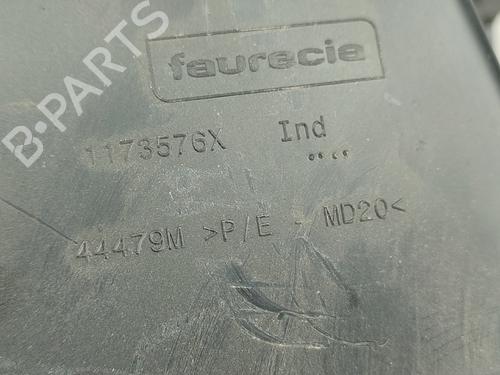 B-PARTS
faurecia
1173576X Ind
44479M >P/E - MD20<